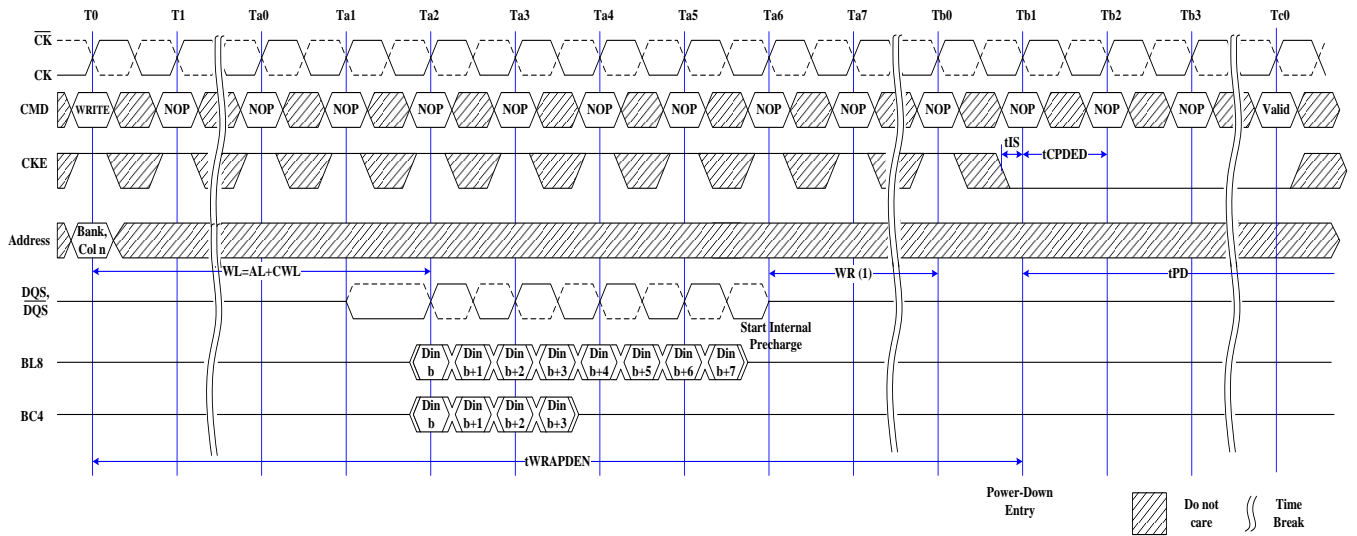 T0 T1 Ta0 Ta1 Ta2 Ta3 Ta4 Ta5 Ta6 Ta7 Tb0 Tb1 Tb2 Tb3 Tc0
CK
CK
CMD WRITE NOP NOP NOP NOP NOP NOP NOP NOP NOP NOP NOP NOP NOP Valid
tIS
CKE tCPDED
Address Bank,
Col n
WL=AL+CWL WR (1) tPD
DQS,
DQS
Start Internal
Precharge
BL8 Din b Din b+1 Din b+2 Din b+3 Din b+4 Din b+5 Din b+6 Din b+7
BC4 Din b Din b+1 Din b+2 Din b+3
tWRAPDEN
Power-Down
Entry
Do not
care
Time
Break